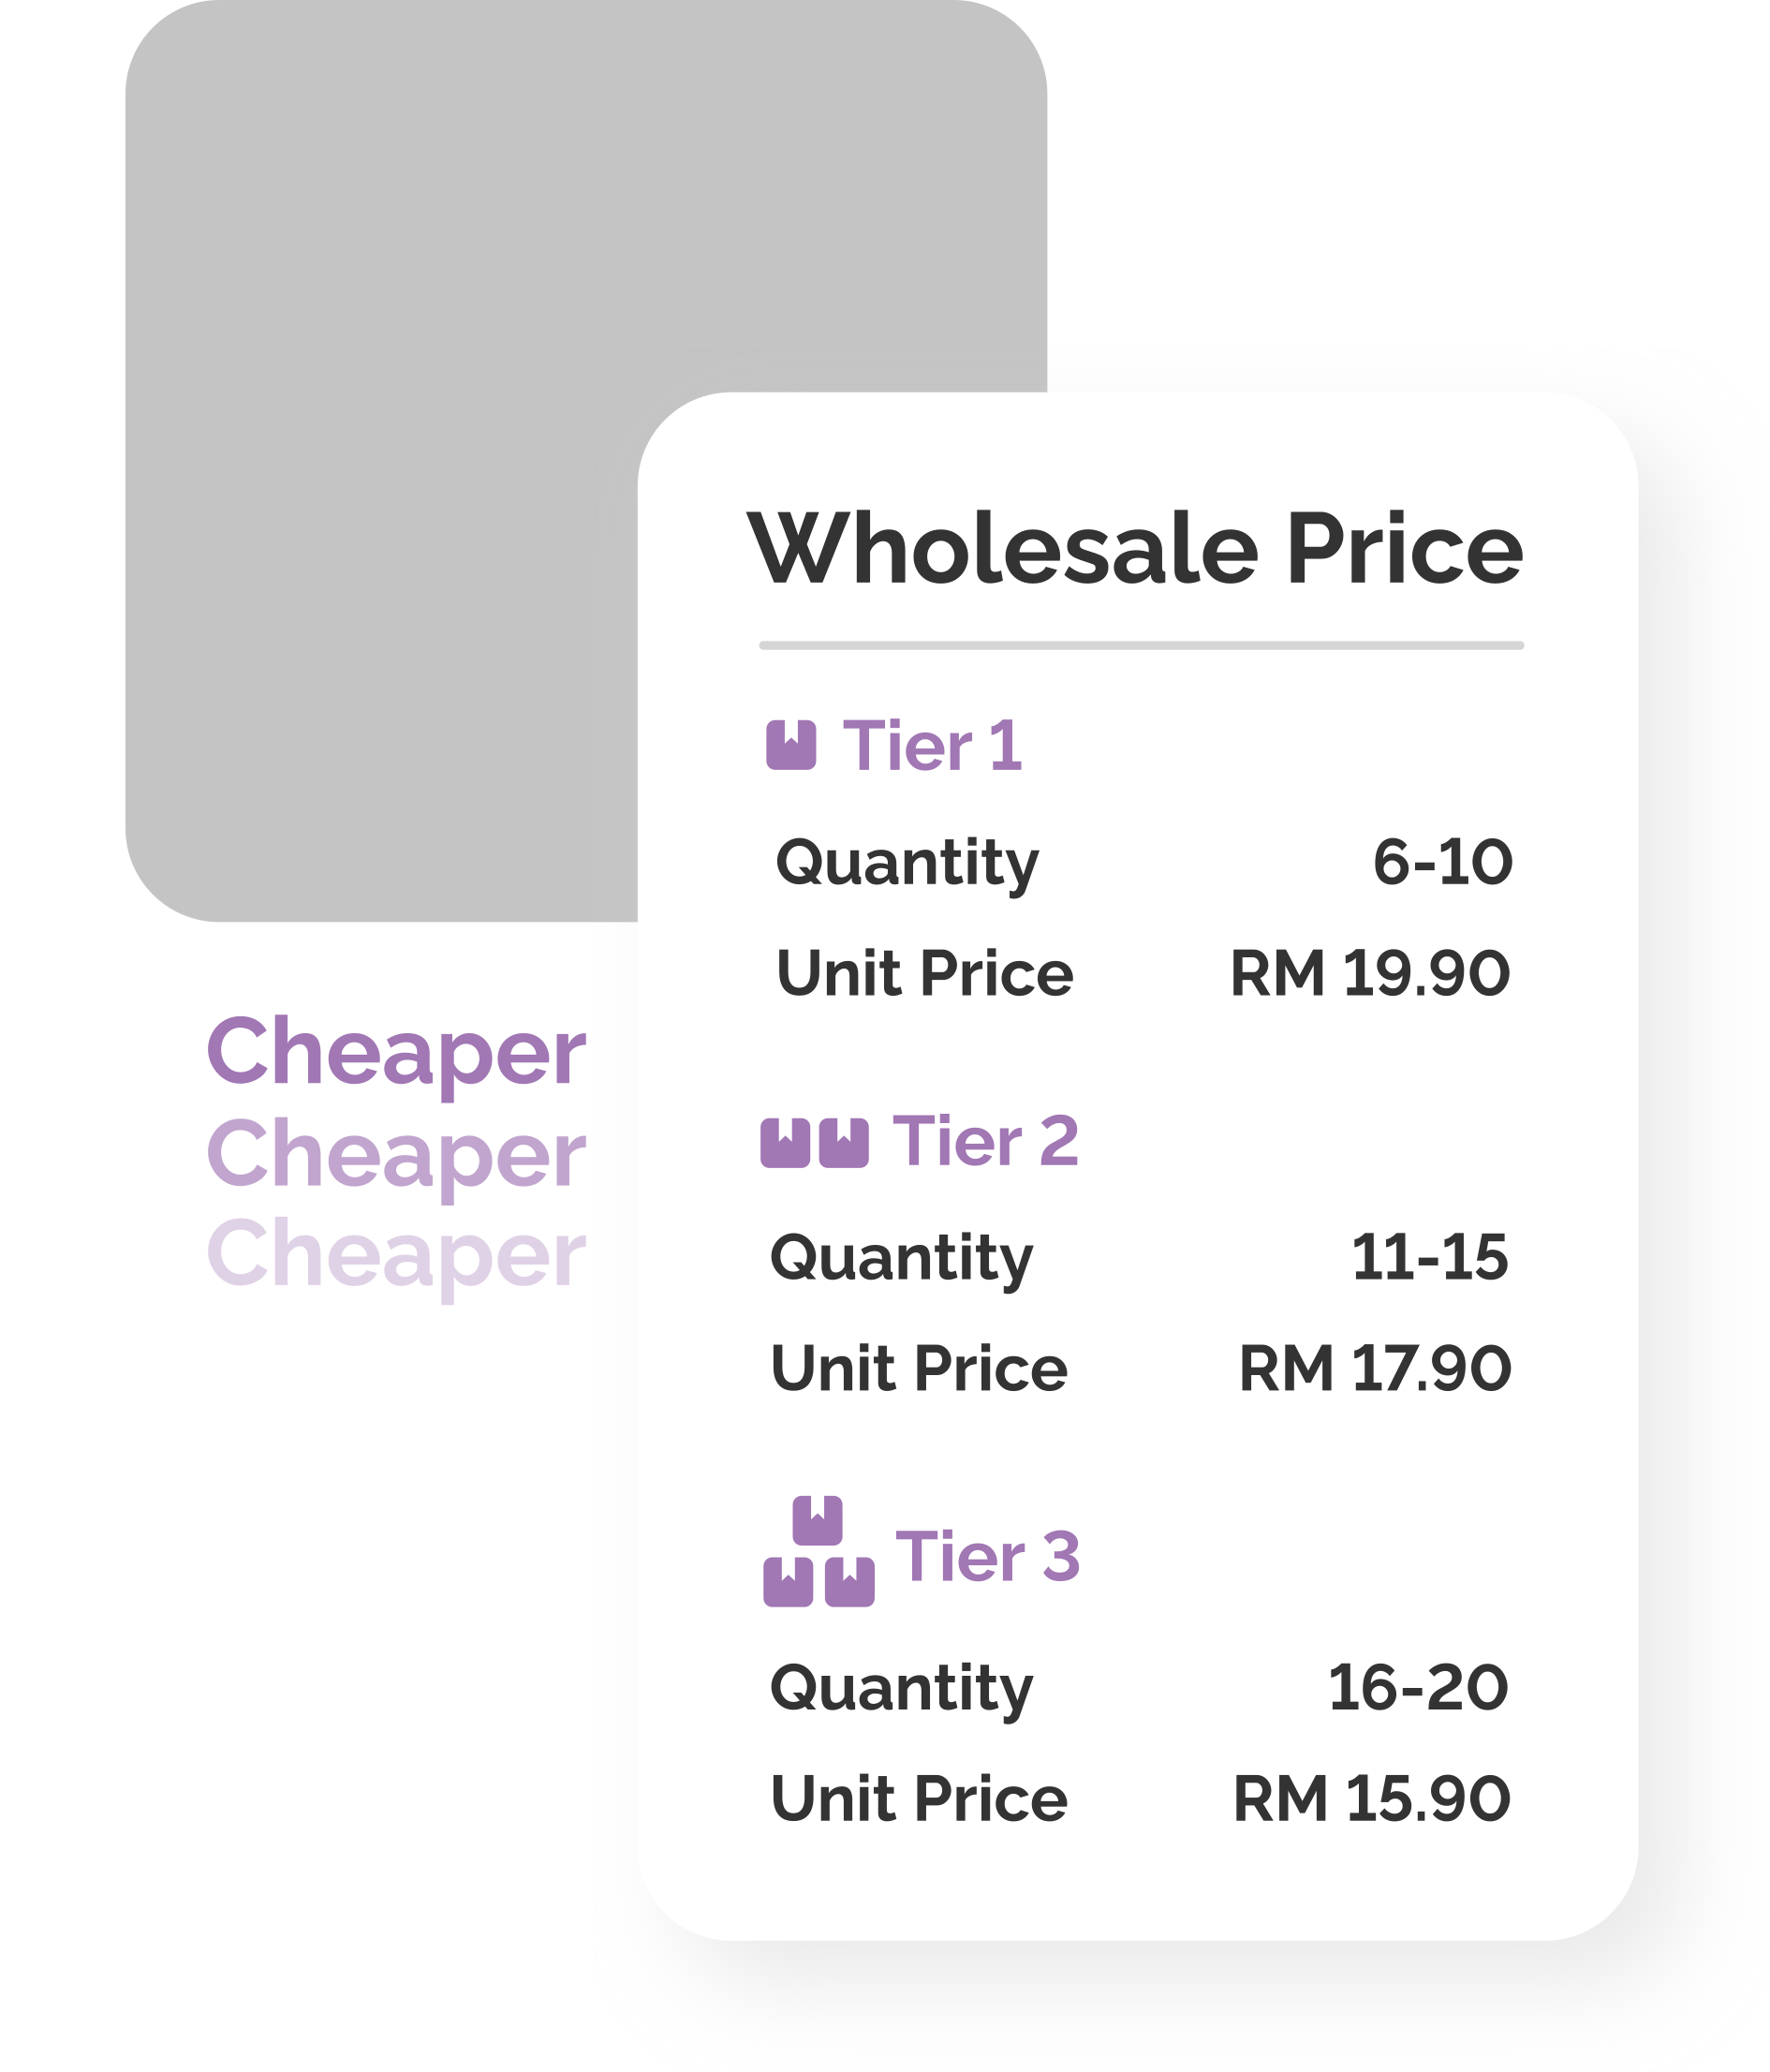 Wholesale Price
Tier 1
Quantity 6-10
Unit Price RM 19.90
Cheaper
Cheaper
Cheaper
Tier 2
Quantity 11-15
Unit Price RM 17.90
Tier 3
Quantity 16-20
Unit Price RM 15.90